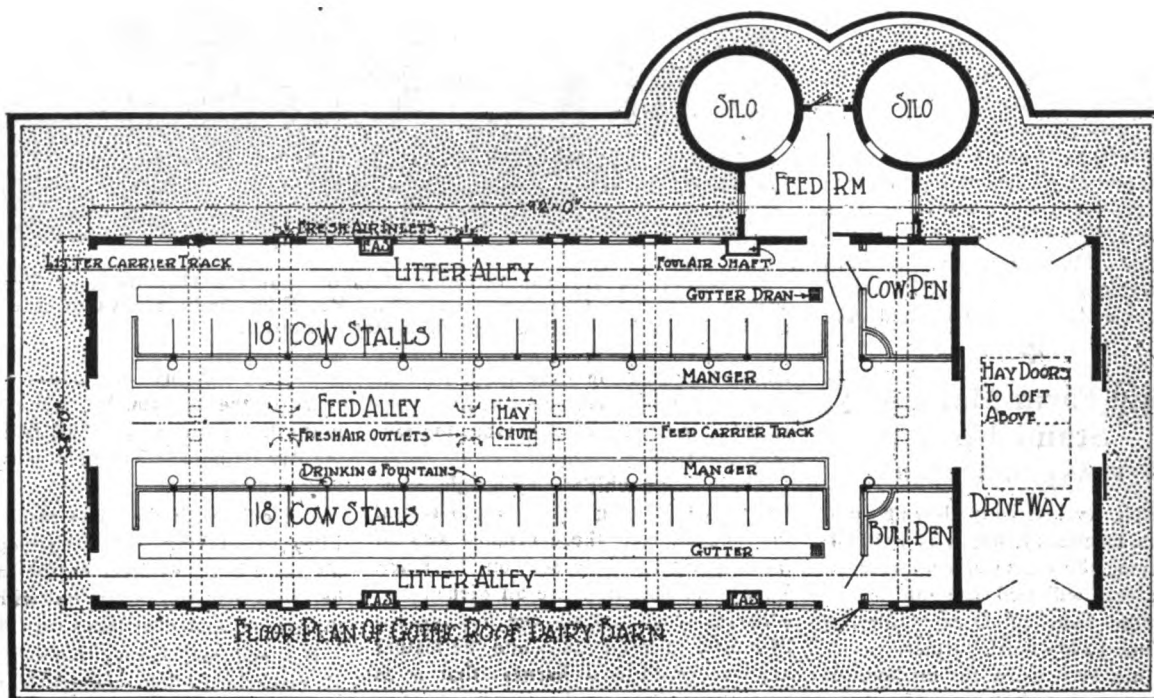 SILO
SILO
FEED RM
92'-0"
FRESH AIR INLETS
F.A.S.
LITTER CARRIER TRACK
LITTER ALLEY
FOUL AIR SHAFT
GUTTER DRAN
COW PEN
18 COW STALLS
MANGER
HAY DOORS
TO LOFT
ABOVE
FEED ALLEY
HAY
CHUTE
FRESH AIR OUTLETS
FEED CARRIER TRACK
DRINKING FOUNTAINS
MANGER
18 COW STALLS
DRIVE WAY
BULL PEN
GUTTER
LITTER ALLEY
F.A.S.
F.A.S.
FLOOR PLAN OF GOTHIC ROOF DAIRY BARN